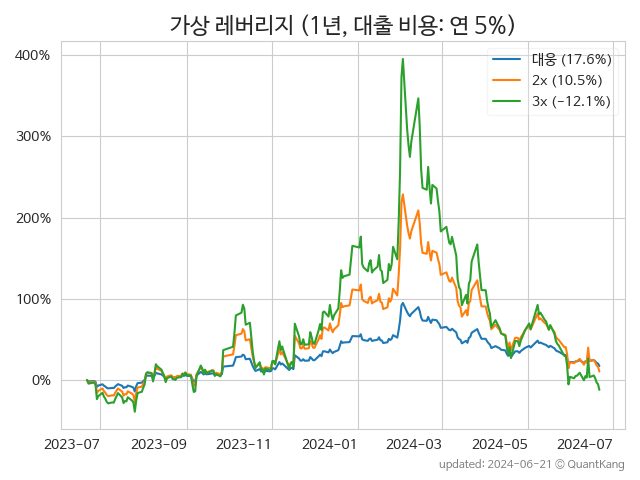 가상 레버리지 (1년, 대출 비용: 연 5%)
대웅 (17.6%)
2x (10.5%)
3x (−12.1%)
400%
300%
200%
100%
0%
2023-07 2023-09 2023-11 2024-01 2024-03 2024-05 2024-07
updated: 2024-06-21 © QuantKang